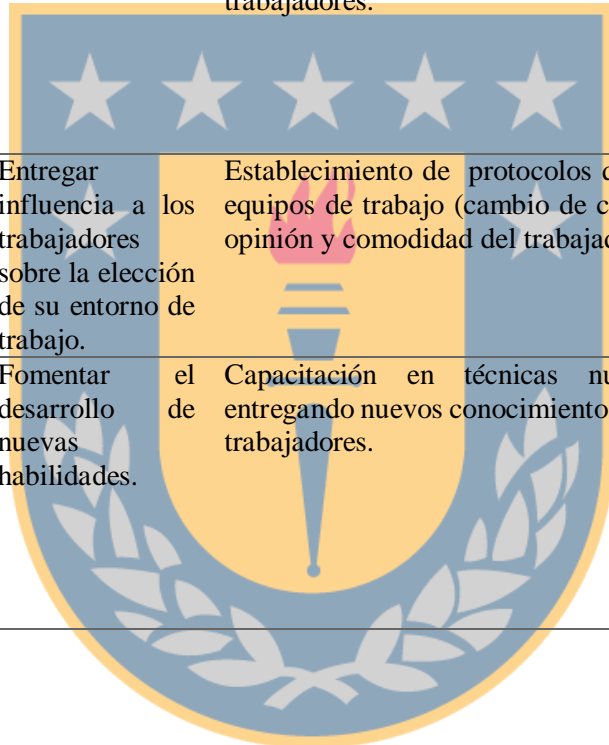 trabajadores.
Entregar
influencia a los
trabajadores
sobre la elección
de su entorno de
trabajo.
Establecimiento de protocolos
equipos de trabajo (cambio de
opinión y comodidad del
Fomentar el
desarrollo de
nuevas
habilidades.
Capacitación en técnicas
entregando nuevos
trabajadores.